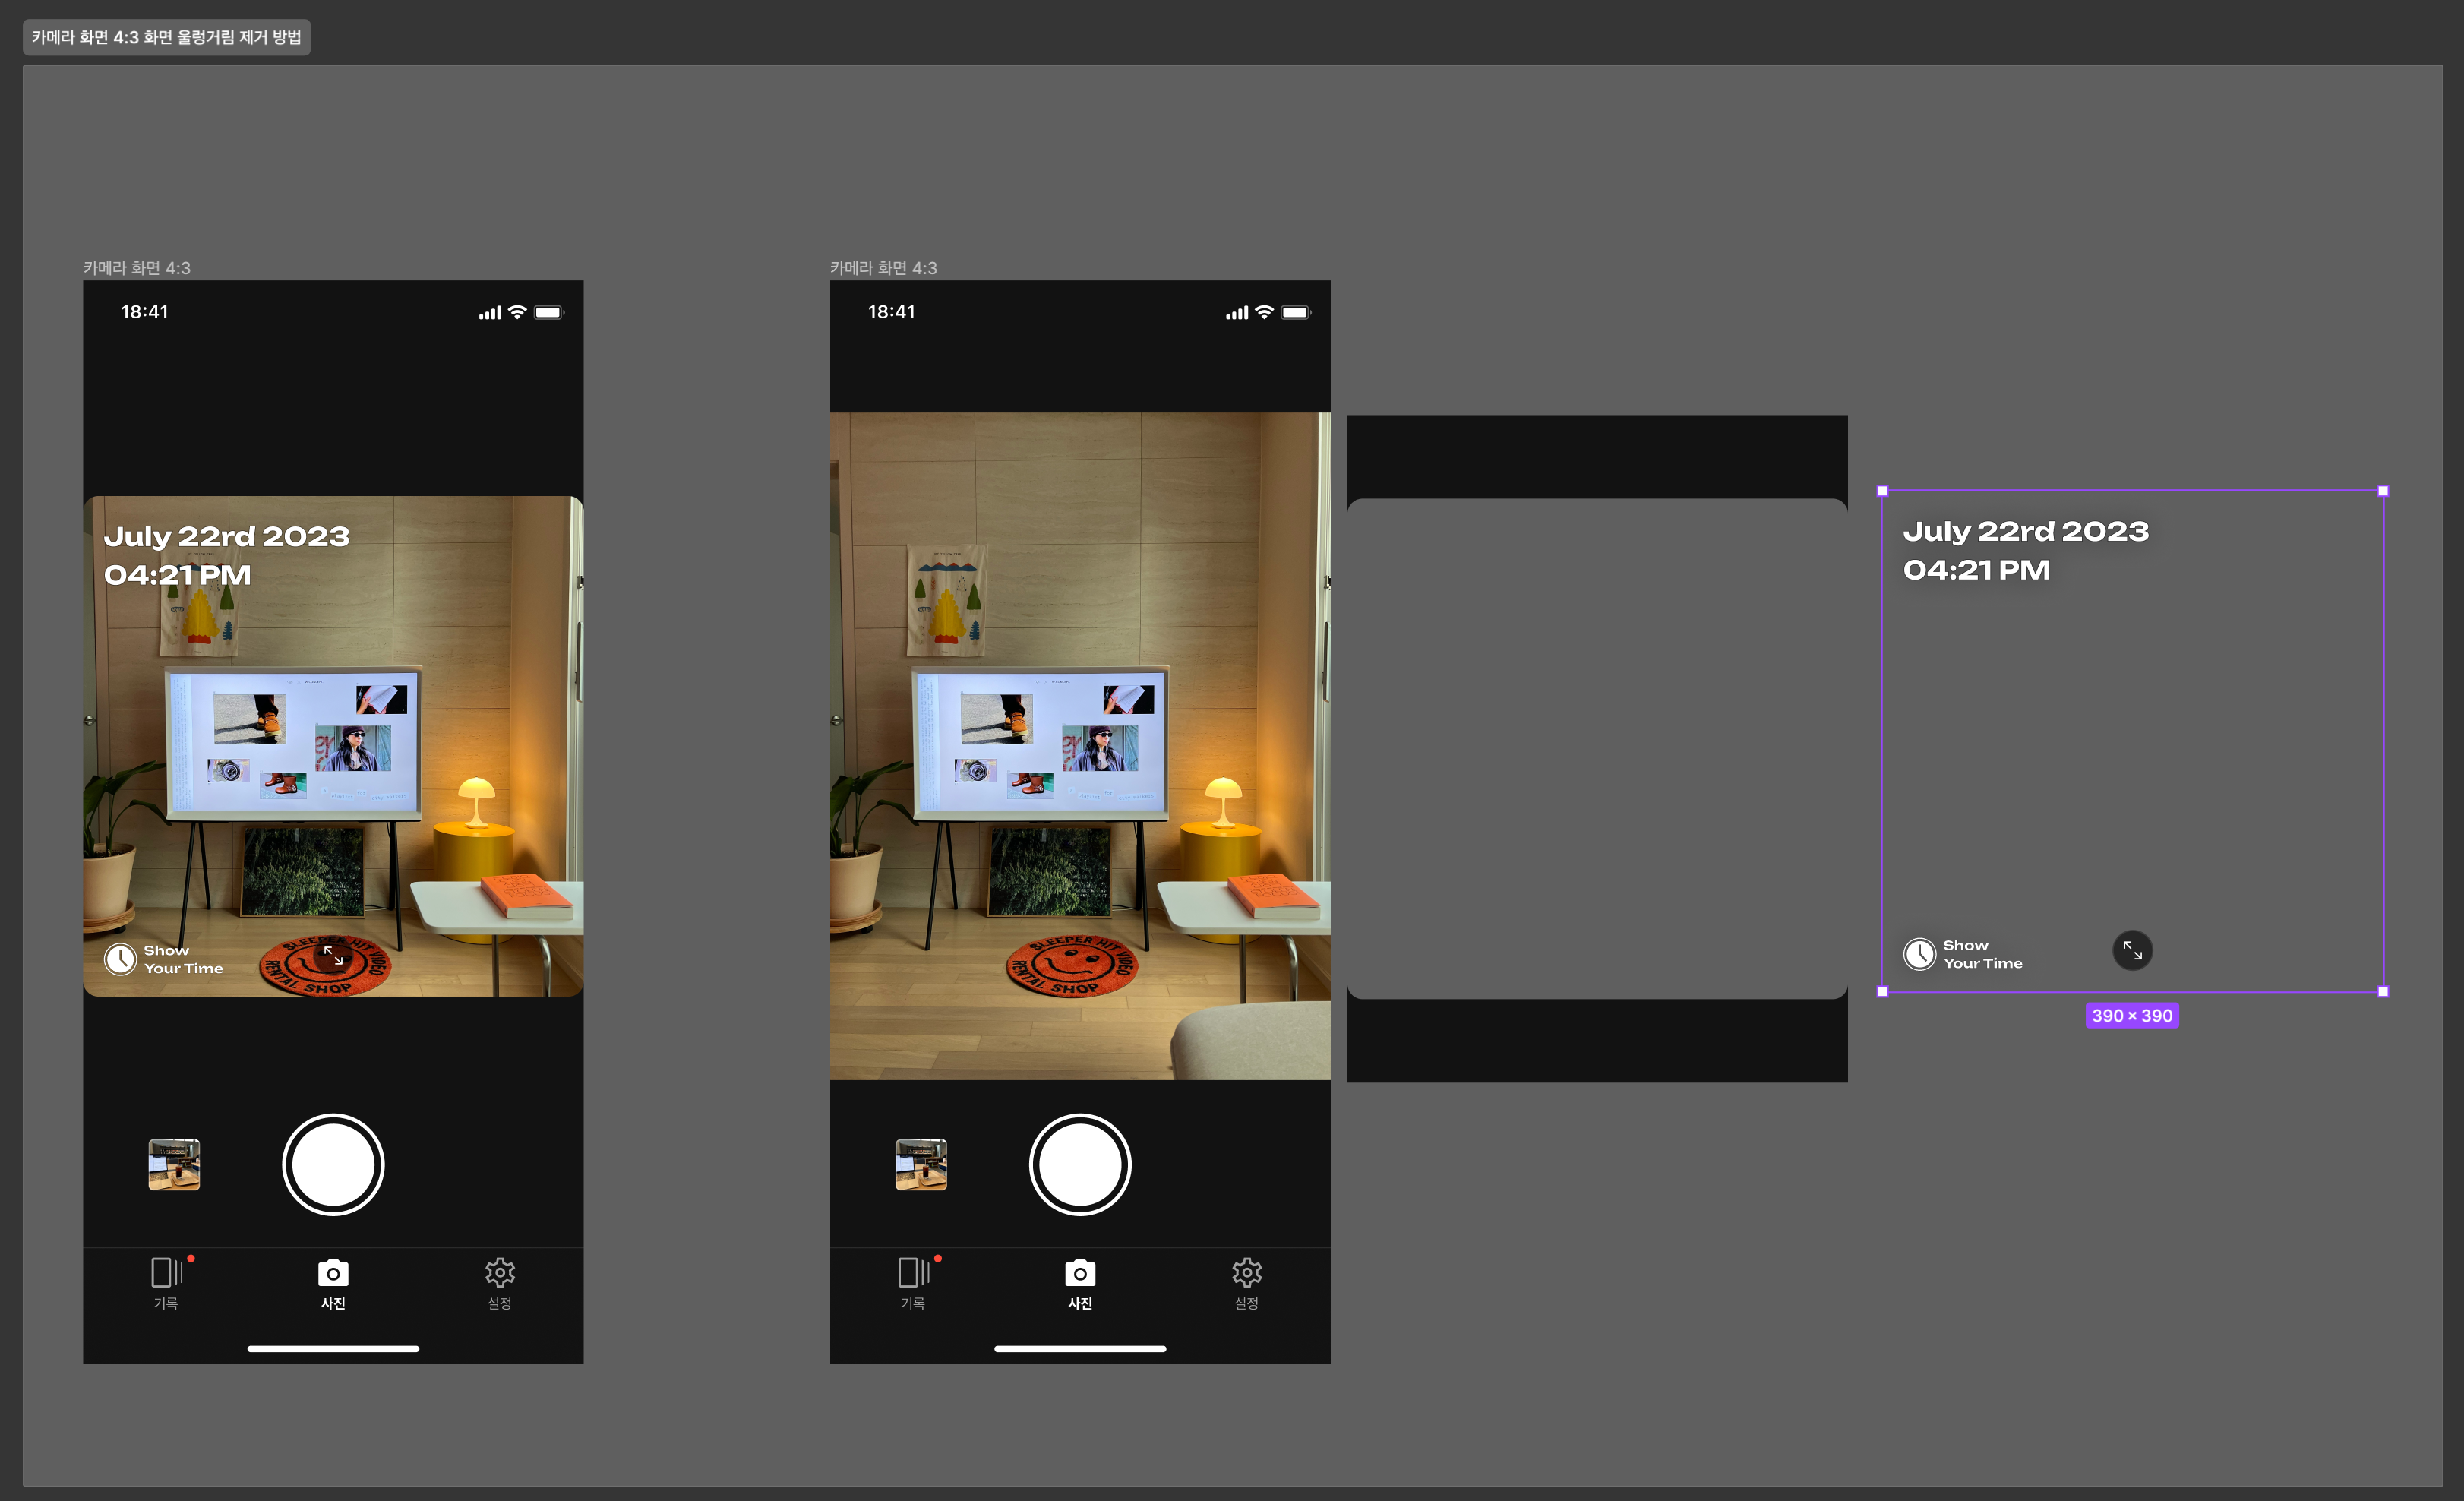 카메라 화면 4:3 화면 울렁거림 제거 방법
카메라 화면 4:3
18:41
July 22rd 2023
04:21 PM
SLEEPER HIT VIDEO
RENTAL SHOP
Show
Your Time
기록
사진
설정
카메라 화면 4:3
18:41
SLEEPER HIT VIDEO
RENTAL SHOP
기록
사진
설정
July 22rd 2023
04:21 PM
Show
Your Time
390 × 390